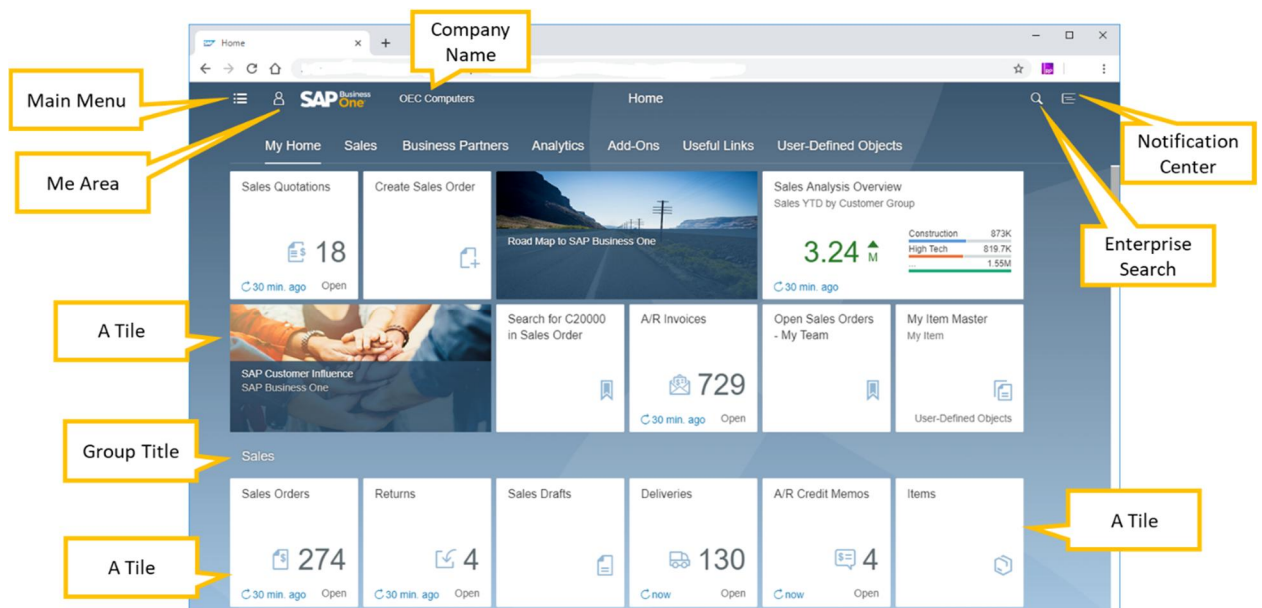 Company
Name
Home
Main Menu
SAP Business One
OEC Computers
Home
Notification
Center
My Home Sales Business Partners Analytics Add-Ons Useful Links User-Defined Objects
Me Area
Sales Quotations
18
30 min. ago Open
Create Sales Order
Road Map to SAP Business One
Sales Analysis Overview
Sales YTD by Customer Group
3.24 M
Construction 873K
High Tech 819.7K
... 1.55M
30 min. ago
Enterprise
Search
A Tile
SAP Customer Influence
SAP Business One
Search for C20000
in Sales Order
A/R Invoices
729
30 min. ago Open
Open Sales Orders
- My Team
My Item Master
My Item
User-Defined Objects
Group Title
Sales
Sales Orders
274
30 min. ago Open
Returns
4
30 min. ago Open
Sales Drafts
Deliveries
130
now Open
A/R Credit Memos
4
now Open
Items
A Tile
A Tile